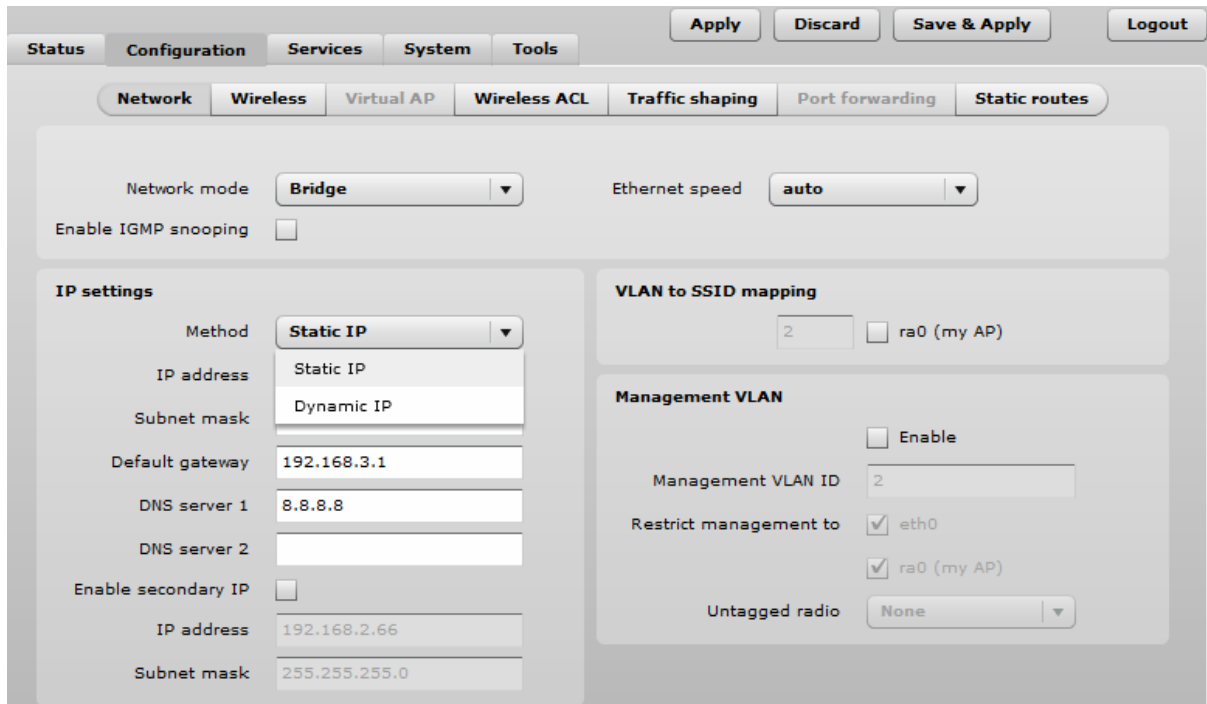 Apply Discard Save & Apply Logout
Status Configuration Services System Tools
Network Wireless Virtual AP Wireless ACL Traffic shaping Port forwarding Static routes
Network mode Bridge Ethernet speed auto
Enable IGMP snooping
IP settings
Method Static IP
Static IP
Dynamic IP
IP address
Subnet mask
Default gateway 192.168.3.1
DNS server 1 8.8.8.8
DNS server 2
Enable secondary IP
IP address 192.168.2.66
Subnet mask 255.255.255.0
VLAN to SSID mapping
2 ra0 (my AP)
Management VLAN
Enable
Management VLAN ID 2
Restrict management to eth0
ra0 (my AP)
Untagged radio None